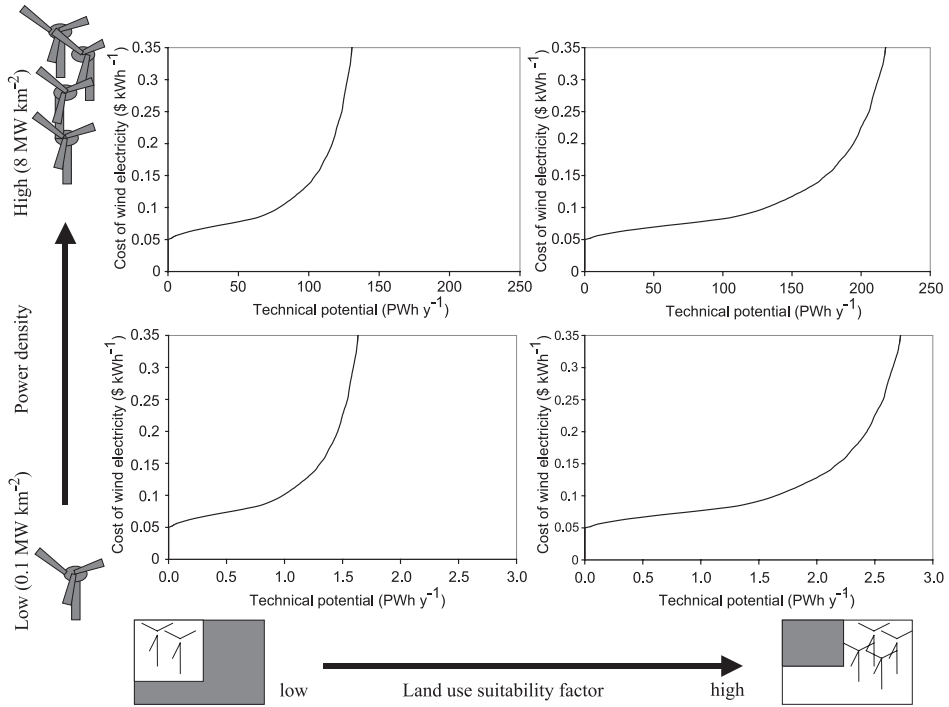 High (8 MW km-2)
Power density
Low (0.1 MW km-2)
Cost of wind electricity ($ kWh-1)
0.35
0.3
0.25
0.2
0.15
0.1
0.05
0
0 50 100 150 200 250
Technical potential (PWh y-1)
Cost of wind electricity ($ kWh-1)
0.35
0.3
0.25
0.2
0.15
0.1
0.05
0
0 50 100 150 200 250
Technical potential (PWh y-1)
Cost of wind electricity ($ kWh-1)
0.35
0.3
0.25
0.2
0.15
0.1
0.05
0
0.0 0.5 1.0 1.5 2.0 2.5 3.0
Technical potential (PWh y-1)
Cost of wind electricity ($ kWh-1)
0.35
0.3
0.25
0.2
0.15
0.1
0.05
0
0.0 0.5 1.0 1.5 2.0 2.5 3.0
Technical potential (PWh y-1)
low Land use suitability factor high